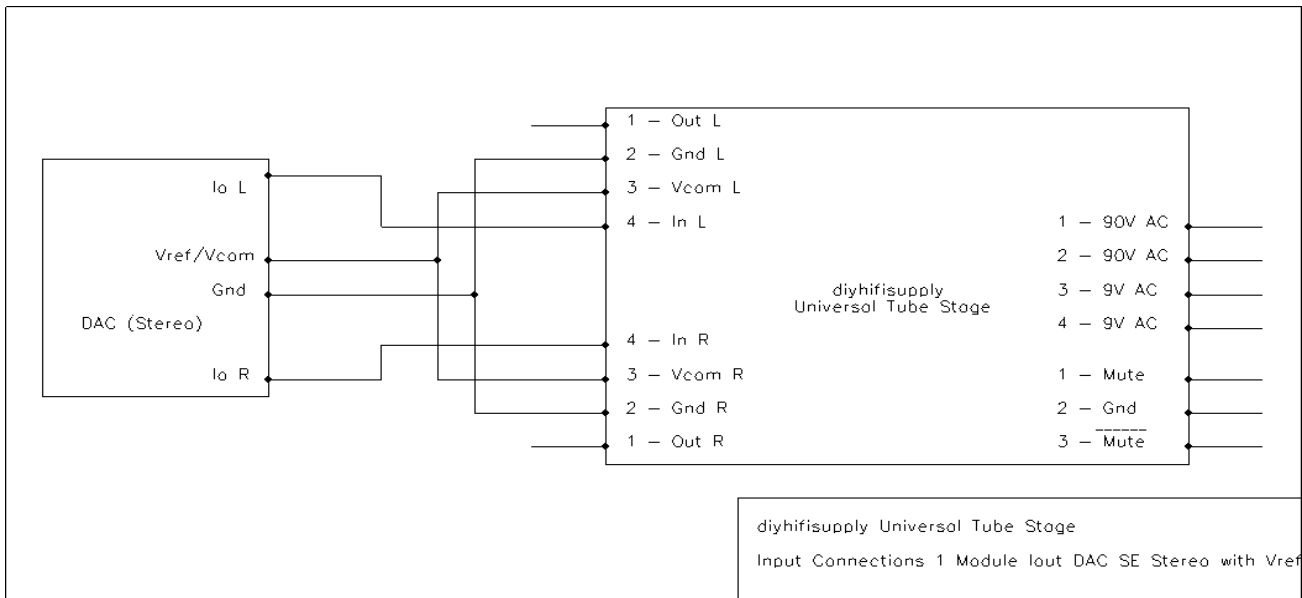 Io L
Vref/Vcom
Gnd
DAC (Stereo)
Io R
1 - Out L
2 - Gnd L
3 - Vcom L
4 - In L
diyhifisupply
Universal Tube Stage
4 - In R
3 - Vcom R
2 - Gnd R
1 - Out R
1 - 90V AC
2 - 90V AC
3 - 9V AC
4 - 9V AC
1 - Mute
2 - Gnd
3 - Mute
diyhifisupply Universal Tube Stage
Input Connections 1 Module Iout DAC SE Stereo with Vref